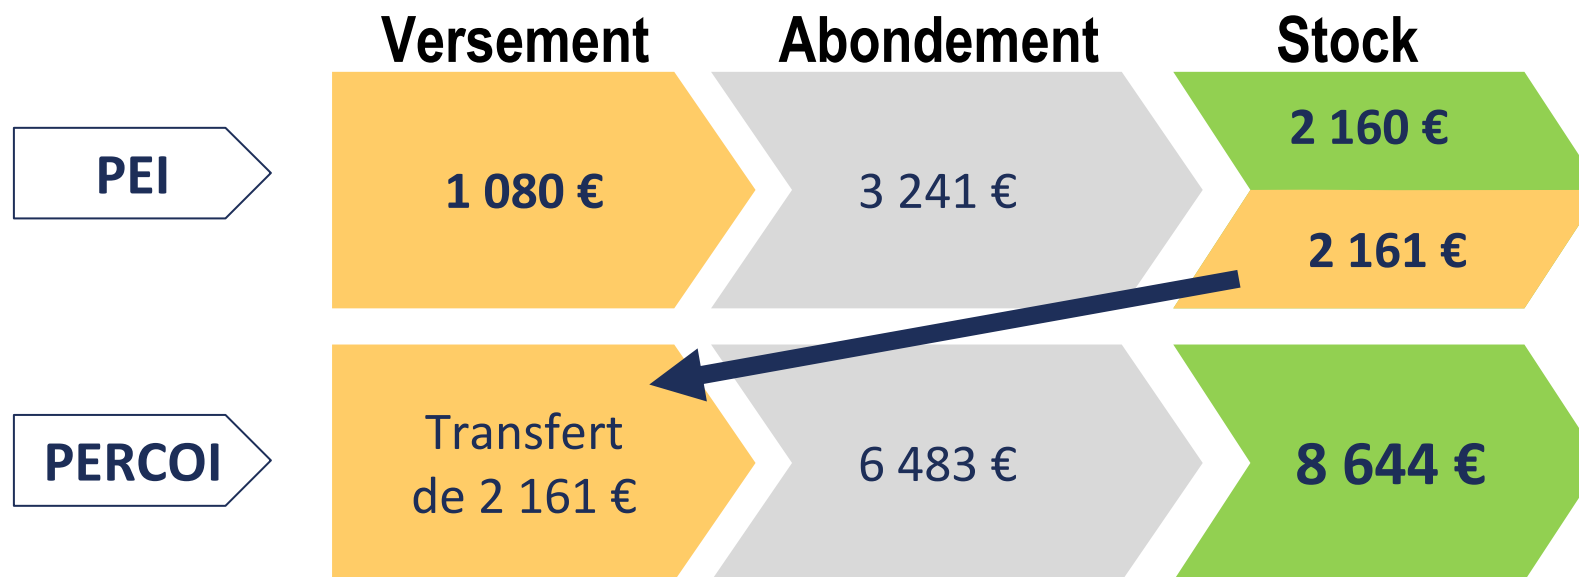 Versement Abondement Stock
PEI 1 080 € 3 241 € 2 160 €
2 161 €
PERCOI Transfert
de 2 161 € 6 483 € 8 644 €